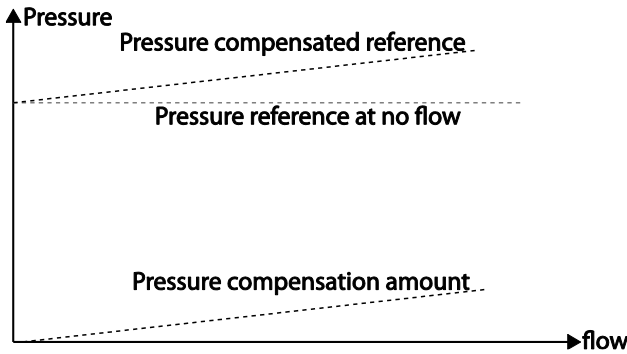 Pressure
Pressure compensated reference
Pressure reference at no flow
Pressure compensation amount
flow